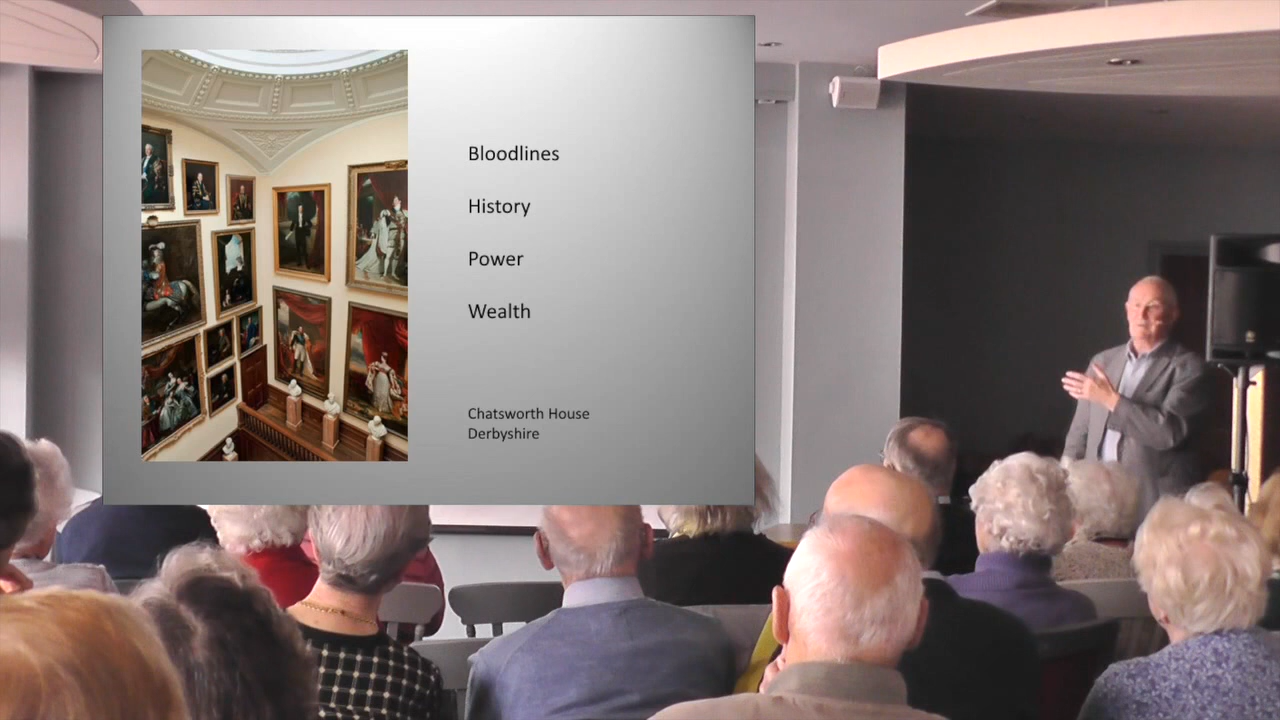 Bloodlines
History
Power
Wealth
Chatsworth House
Derbyshire